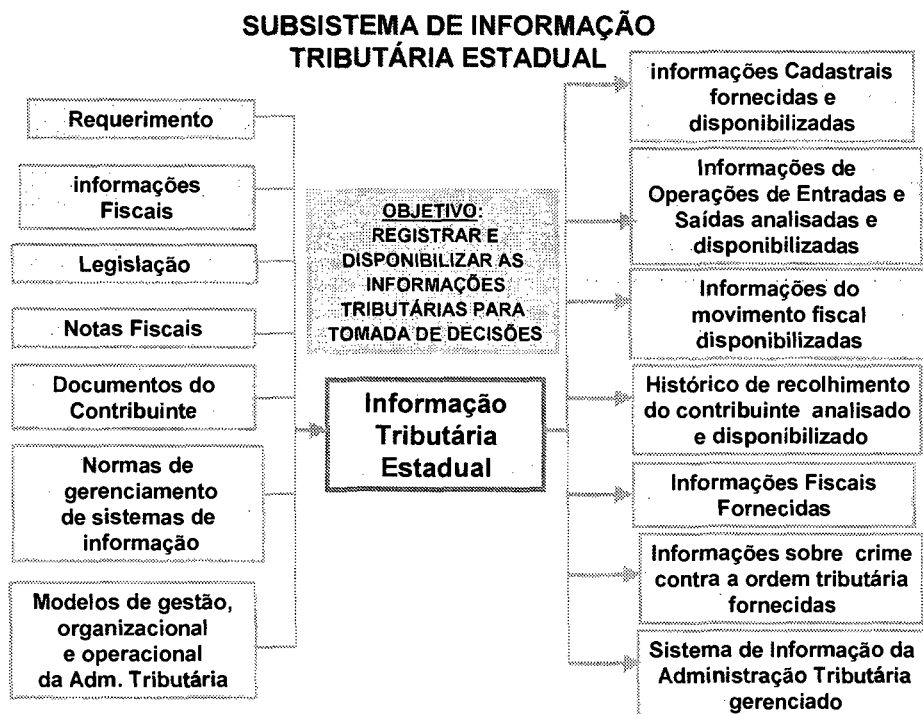 SUBSISTEMA DE INFORMAÇÃO
TRIBUTÁRIA ESTADUAL
Requerimento
informações
Fiscais
Legislação
Notas Fiscais
Documentos do
Contribuinte
Normas de
gerenciamento
de sistemas de
informação
Modelos de gestão,
organizacional
e operacional
da Adm. Tributária
OBJETIVO:
REGISTRAR E
DISPONIBILIZAR AS
INFORMAÇÕES
TRIBUTÁRIAS PARA
TOMADA DE DECISÕES
Informação
Tributária
Estadual
informações Cadastrais
fornecidas e
disponibilizadas
Informações de
Operações de Entradas e
Saídas analisadas e
disponibilizadas
Informações do
movimento fiscal
disponibilizadas
Histórico de recolhimento
do contribuinte analisado
e disponibilizado
Informações Fiscais
Fornecidas
Informações sobre crime
contra a ordem tributária
fornecidas
Sistema de Informação da
Administração Tributária
gerenciado